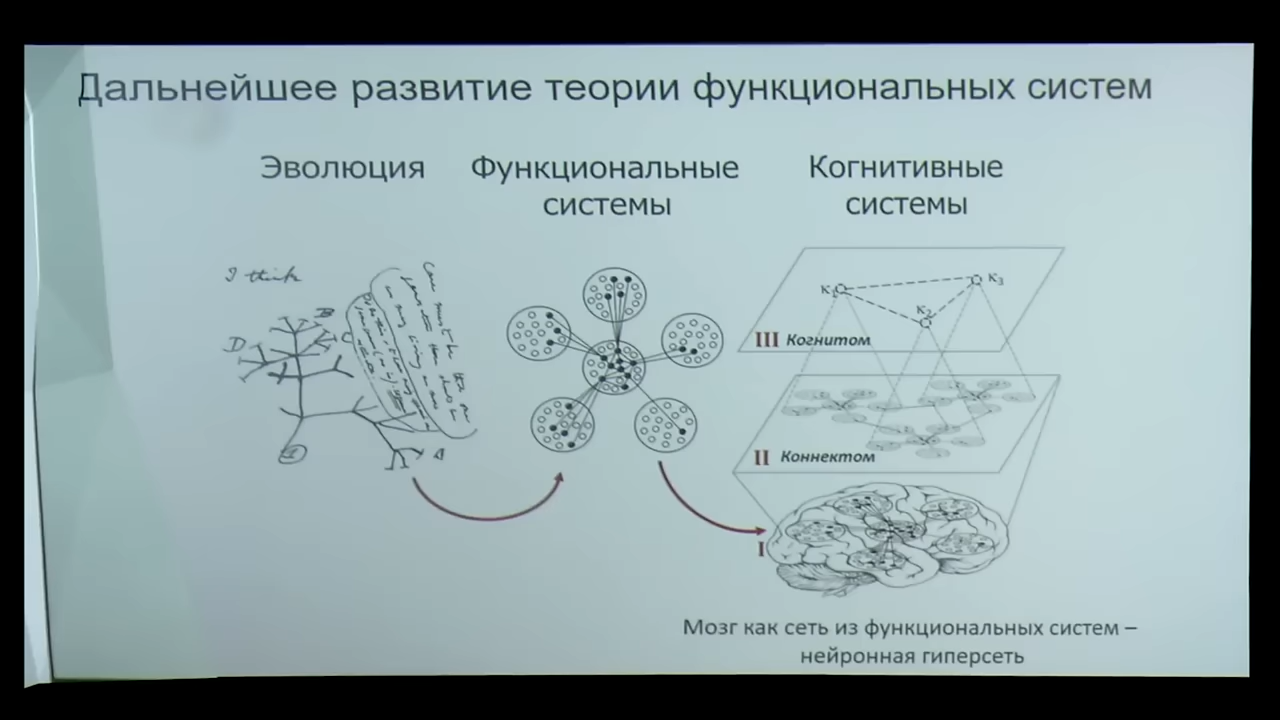 Дальнейшее развитие теории функциональных систем
Эволюция
Функциональные
системы
Когнитивные
системы
I think
D
A
1
K1
K2
K3
III Когнитом
II Коннектом
I
Мозг как сеть из функциональных систем –
нейронная гиперсеть